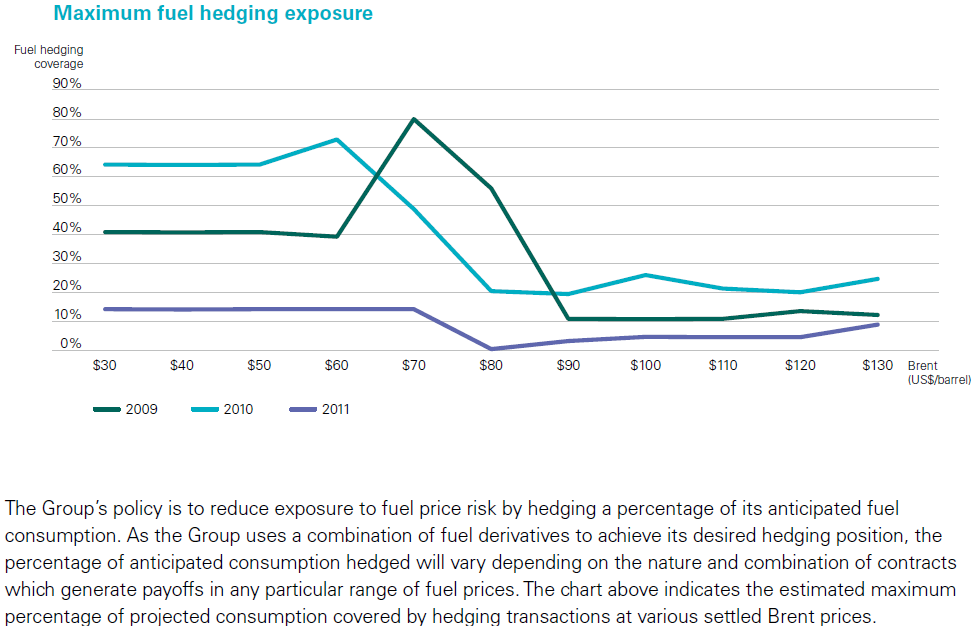 Maximum fuel hedging exposure
Fuel hedging
coverage
90%
80%
70%
60%
50%
40%
30%
20%
10%
0%
$30 $40 $50 $60 $70 $80 $90 $100 $110 $120 $130 Brent
(US$/barrel)
2009 2010 2011
The Group’s policy is to reduce exposure to fuel price risk by hedging a percentage of its anticipated fuel
consumption. As the Group uses a combination of fuel derivatives to achieve its desired hedging position, the
percentage of anticipated consumption hedged will vary depending on the nature and combination of contracts
which generate payoffs in any particular range of fuel prices. The chart above indicates the estimated maximum
percentage of projected consumption covered by hedging transactions at various settled Brent prices.